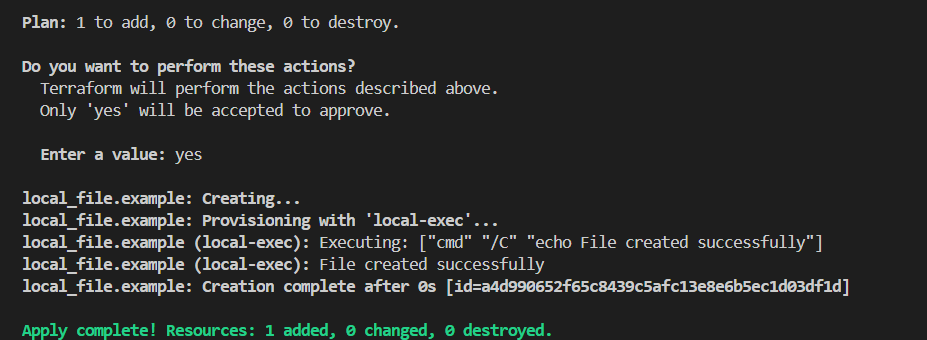 Plan: 1 to add, 0 to change, 0 to destroy.
Do you want to perform these actions?
Terraform will perform the actions described above.
Only 'yes' will be accepted to approve.
Enter a value: yes
local_file.example: Creating...
local_file.example: Provisioning with 'local-exec'...
local_file.example (local-exec): Executing: ["cmd" "/C" "echo File created successfully"]
local_file.example (local-exec): File created successfully
local_file.example: Creation complete after 0s [id=a4d990652f65c8439c5afc13e8e6b5ec1d03df1d]
Apply complete! Resources: 1 added, 0 changed, 0 destroyed.